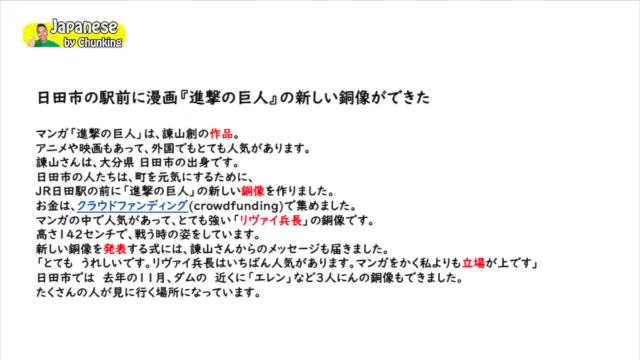 Japanese
by Chunking
日田市の駅前に漫画『進撃の巨人』の新しい銅像ができた
マンガ「進撃の巨人」は、諫山創の作品。
アニメや映画もあって、外国でもとても人気があります。
諫山さんは、大分県 日田市の出身です。
日田市の人たちは、町を元気にするために、
JR日田駅の前に「進撃の巨人」の新しい銅像を作りました。
お金は、クラウドファンディング(crowdfunding)で集めました。
マンガの中で人気があって、とても強い「リヴァイ兵長」の銅像です。
高さ142センチで、戦う時の姿をしています。
新しい銅像を発表する式には、諫山さんからのメッセージも届きました。
「とても うれしいです。リヴァイ兵長はいちばん人気があります。マンガをかく私よりも立場が上です」
日田市では 去年の11月、ダムの 近くに「エレン」など3人にんの銅像もできました。
たくさんの人が見に行く場所になっています。